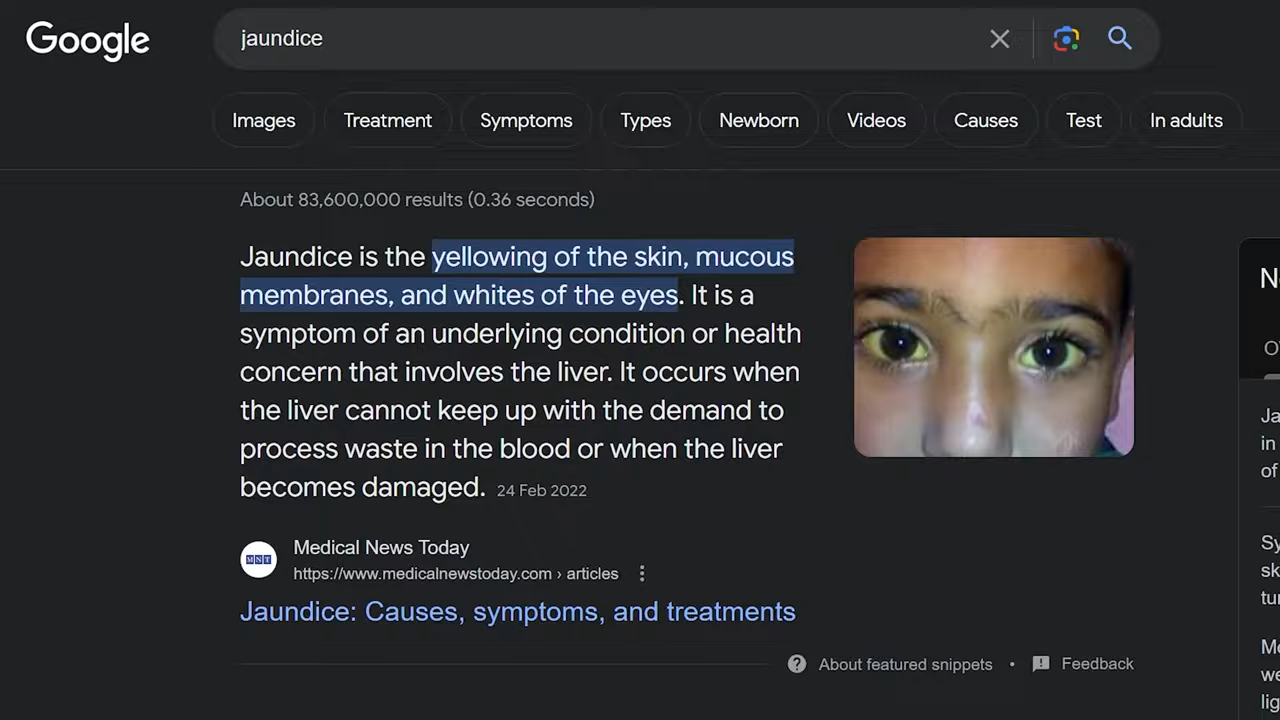 Google
jaundice
Images
Treatment
Symptoms
Types
Newborn
Videos
Causes
Test
In adults
About 83,600,000 results (0.36 seconds)
Jaundice is the yellowing of the skin, mucous
membranes, and whites of the eyes. It is a
symptom of an underlying condition or health
concern that involves the liver. It occurs when
the liver cannot keep up with the demand to
process waste in the blood or when the liver
becomes damaged. 24 Feb 2022
MNT
Medical News Today
https://www.medicalnewstoday.com › articles
Jaundice: Causes, symptoms, and treatments
About featured snippets • Feedback
in
of